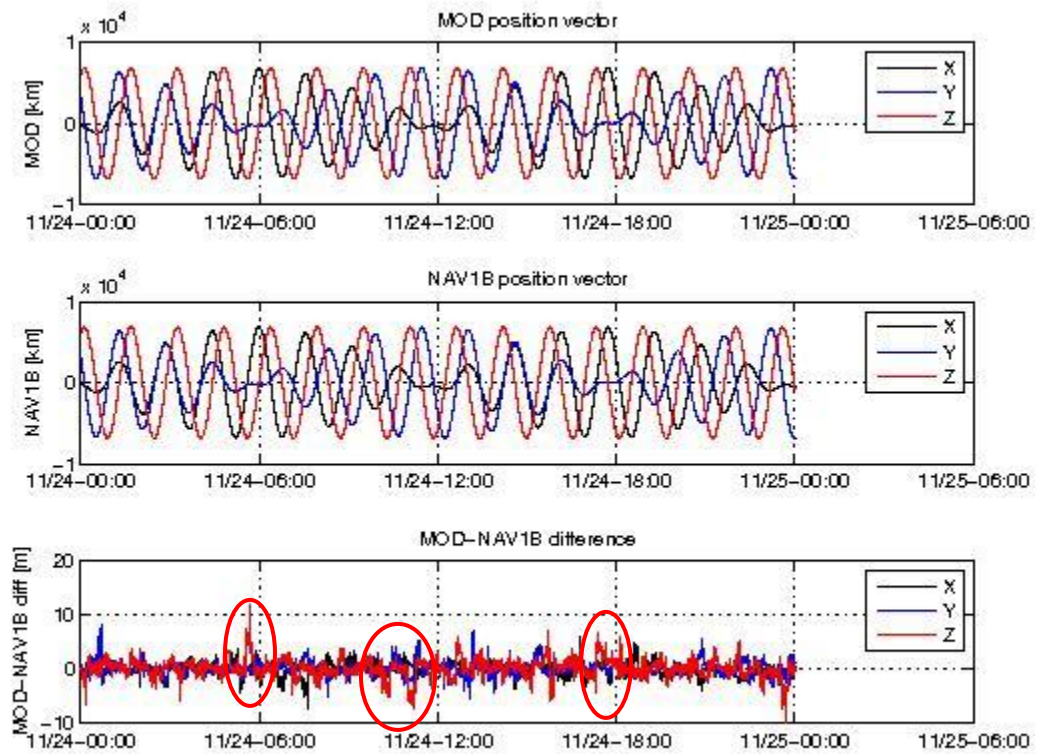 MOD position vector
x 10^4
1
0
−1
MOD [km]
X
Y
Z
11/24−00:00 11/24−06:00 11/24−12:00 11/24−18:00 11/25−00:00 11/25−06:00
NAV1B position vector
x 10^4
1
0
−1
NAV1B [km]
X
Y
Z
11/24−00:00 11/24−06:00 11/24−12:00 11/24−18:00 11/25−00:00 11/25−06:00
MOD−NAV1B difference
20
10
0
−10
MOD−NAV1B diff [m]
X
Y
Z
11/24−00:00 11/24−06:00 11/24−12:00 11/24−18:00 11/25−00:00 11/25−06:00